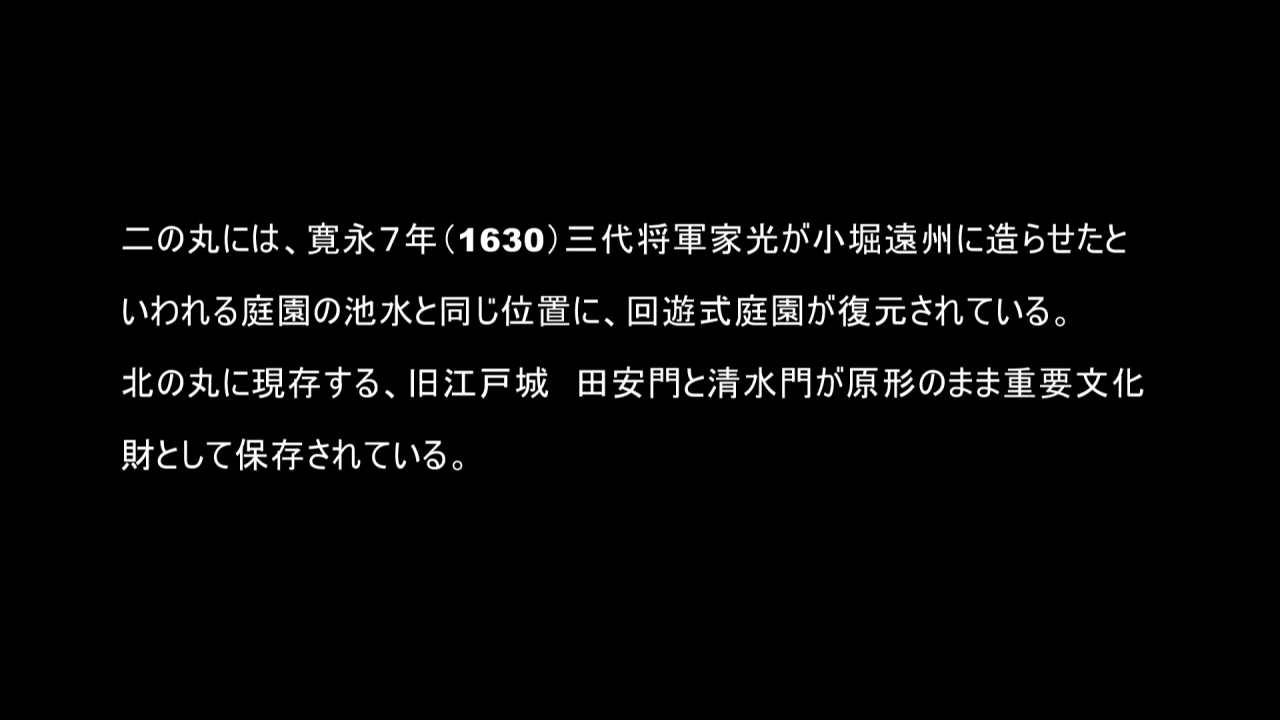 二の丸には、寛永７年（1630）三代将軍家光が小堀遠州に造らせたと
いわれる庭園の池水と同じ位置に、回遊式庭園が復元されている。
北の丸に現存する、旧江戸城　田安門と清水門が原形のまま重要文化
財として保存されている。